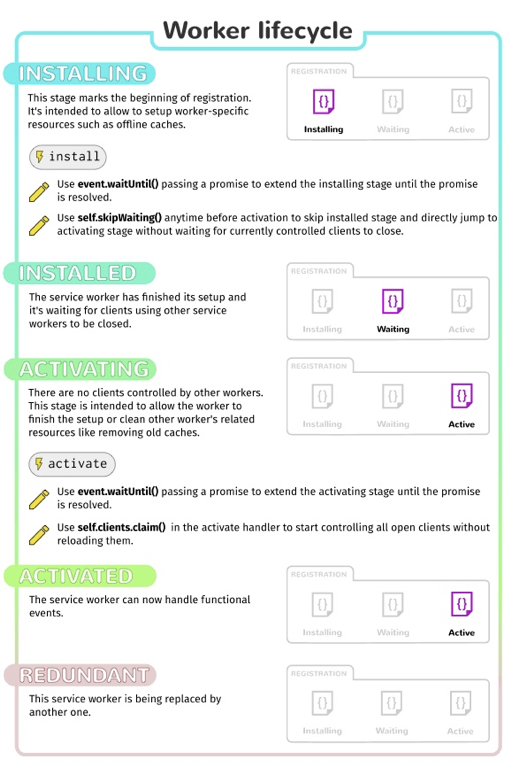 Worker lifecycle
INSTALLING
This stage marks the beginning of registration.
It's intended to allow to setup worker-specific
resources such as offline caches.
REGISTRATION
{} {} {}
Installing Waiting Active
install
Use event.waitUntil() passing a promise to extend the installing stage until the promise
is resolved.
Use self.skipWaiting() anytime before activation to skip installed stage and directly jump to
activating stage without waiting for currently controlled clients to close.
INSTALLED
The service worker has finished its setup and
it's waiting for clients using other service
workers to be closed.
REGISTRATION
{} {} {}
Installing Waiting Active
ACTIVATING
There are no clients controlled by other workers.
This stage is intended to allow the worker to
finish the setup or clean other worker's related
resources like removing old caches.
REGISTRATION
{} {} {}
Installing Waiting Active
activate
Use event.waitUntil() passing a promise to extend the activating stage until the promise
is resolved.
Use self.clients.claim() in the activate handler to start controlling all open clients without
reloading them.
ACTIVATED
The service worker can now handle functional
events.
REGISTRATION
{} {} {}
Installing Waiting Active
REDUNDANT
This service worker is being replaced by
another one.
REGISTRATION
{} {} {}
Installing Waiting Active